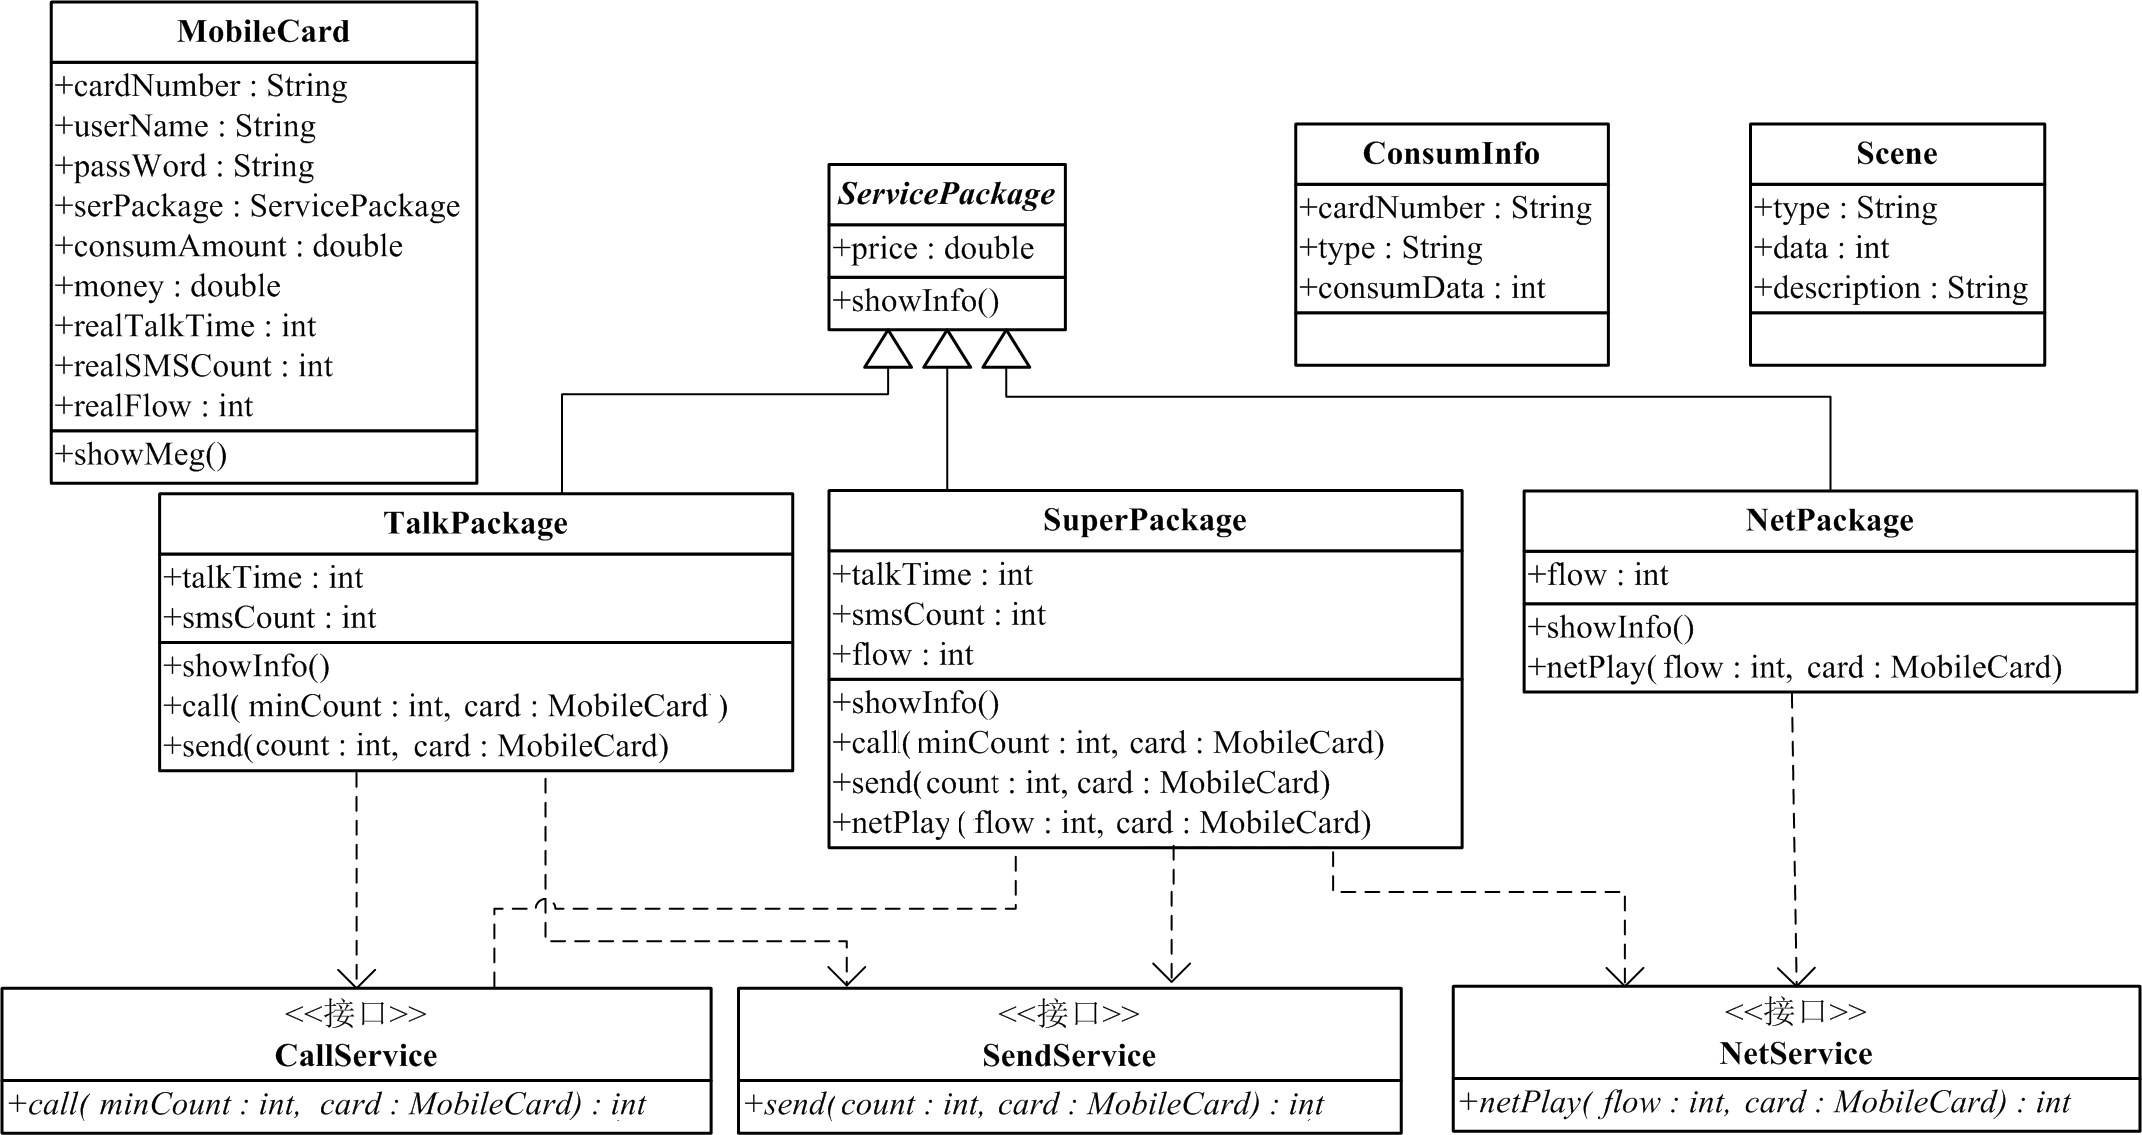 MobileCard
+cardNumber : String
+userName : String
+passWord : String
+serPackage : ServicePackage
+consumAmount : double
+money : double
+realTalkTime : int
+realSMSCount : int
+realFlow : int
+showMeg()
ServicePackage
+price : double
+showInfo()
ConsumInfo
+cardNumber : String
+type : String
+consumData : int
Scene
+type : String
+data : int
+description : String
TalkPackage
+talkTime : int
+smsCount : int
+showInfo()
+call( minCount : int, card : MobileCard )
+send(count : int, card : MobileCard)
SuperPackage
+talkTime : int
+smsCount : int
+flow : int
+showInfo()
+call( minCount : int, card : MobileCard)
+send(count : int, card : MobileCard)
+netPlay ( flow : int, card : MobileCard)
NetPackage
+flow : int
+showInfo()
+netPlay( flow : int, card : MobileCard)
<<接口>>
CallService
+call( minCount : int, card : MobileCard) : int
<<接口>>
SendService
+send(count : int, card : MobileCard) : int
<<接口>>
NetService
+netPlay( flow : int, card : MobileCard) : int